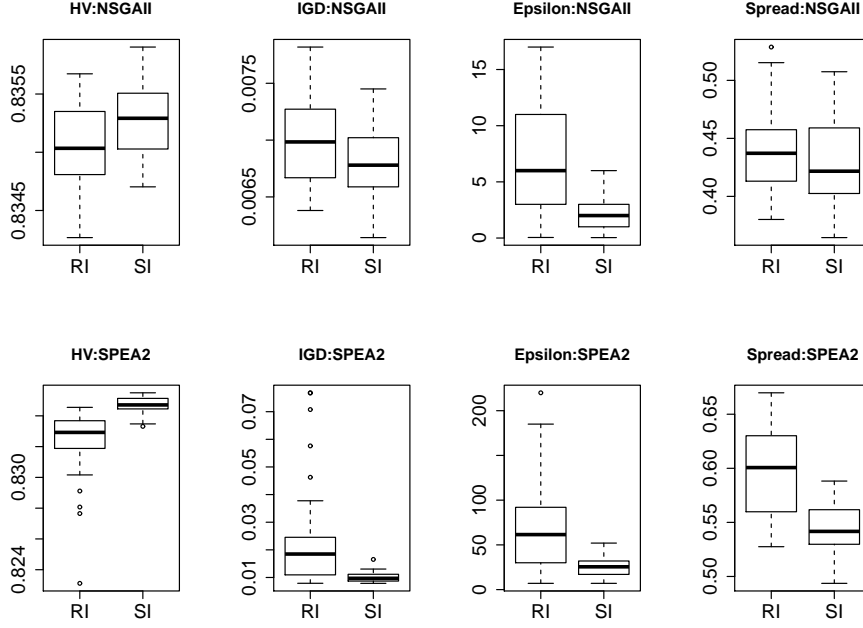 HV:NSGAII
0.8355
0.8345
RI SI
IGD:NSGAII
0.0075
0.0065
RI SI
Epsilon:NSGAII
15
10
5
0
RI SI
Spread:NSGAII
0.50
0.45
0.40
RI SI
HV:SPEA2
0.830
0.824
RI SI
IGD:SPEA2
0.07
0.05
0.03
0.01
RI SI
Epsilon:SPEA2
200
100
50
0
RI SI
Spread:SPEA2
0.65
0.60
0.55
0.50
RI SI